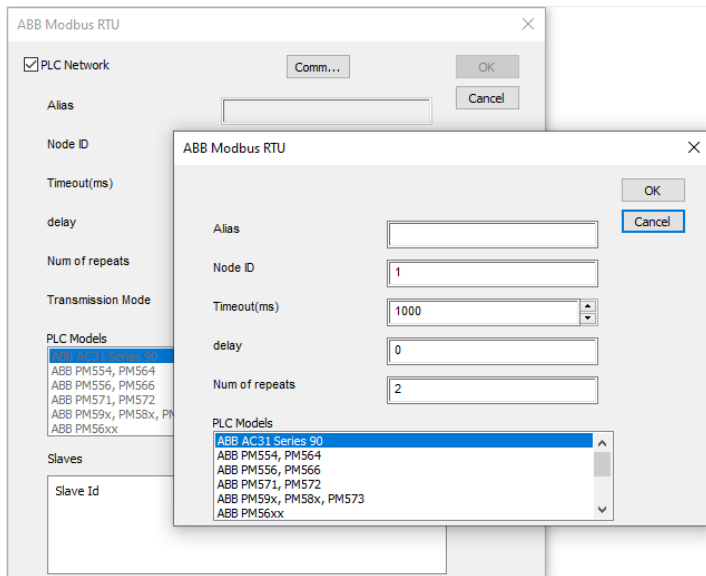 ABB Modbus RTU
PLC Network
Comm...
OK
Cancel
Alias
Node ID
Timeout(ms)
delay
Num of repeats
Transmission Mode
PLC Models
ABB AC31 Series 90
ABB PM554, PM564
ABB PM556, PM566
ABB PM571, PM572
ABB PM59x, PM58x, PM
ABB PM56xx
Slaves
Slave Id
ABB Modbus RTU
OK
Cancel
Alias
Node ID
1
Timeout(ms)
1000
delay
0
Num of repeats
2
PLC Models
ABB AC31 Series 90
ABB PM554, PM564
ABB PM556, PM566
ABB PM571, PM572
ABB PM59x, PM58x, PM573
ABB PM56xx